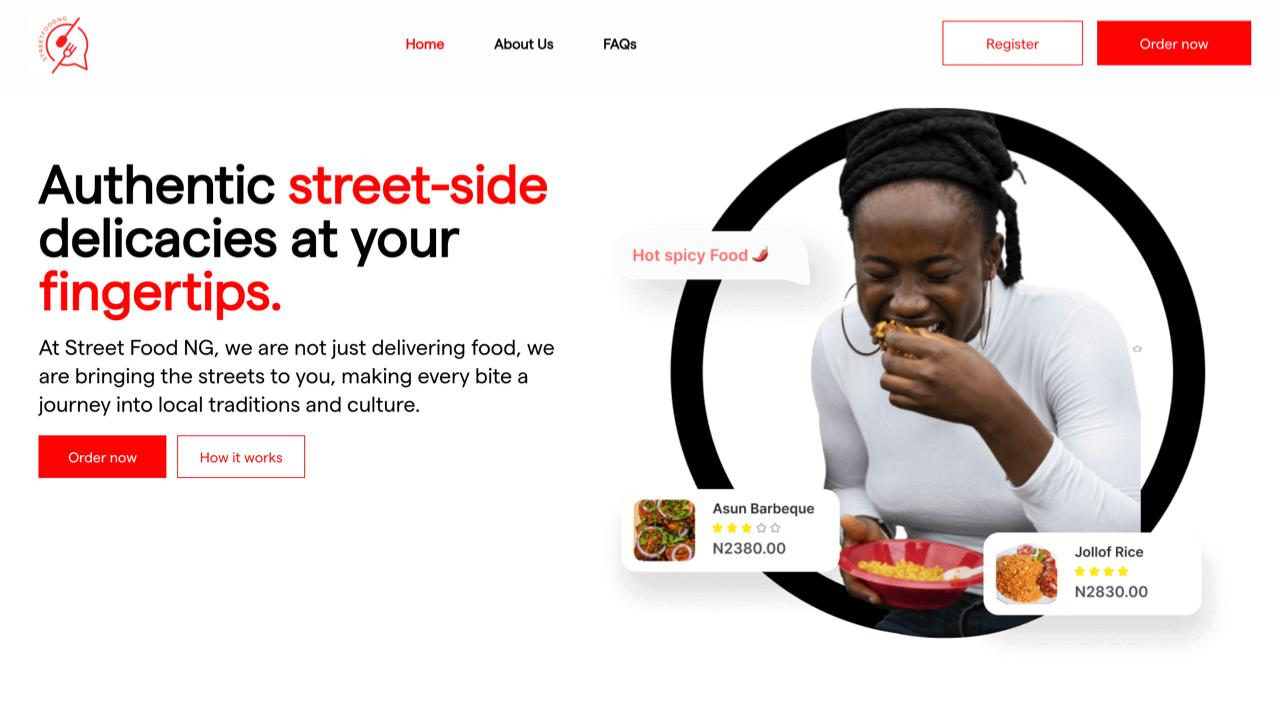 STREETFOODNG
Home
About Us
FAQs
Register
Order now
Authentic street-side
delicacies at your
fingertips.
At Street Food NG, we are not just delivering food, we
are bringing the streets to you, making every bite a
journey into local traditions and culture.
Order now
How it works
Hot spicy Food 🌶️
Asun Barbeque
N2380.00
Jollof Rice
N2830.00